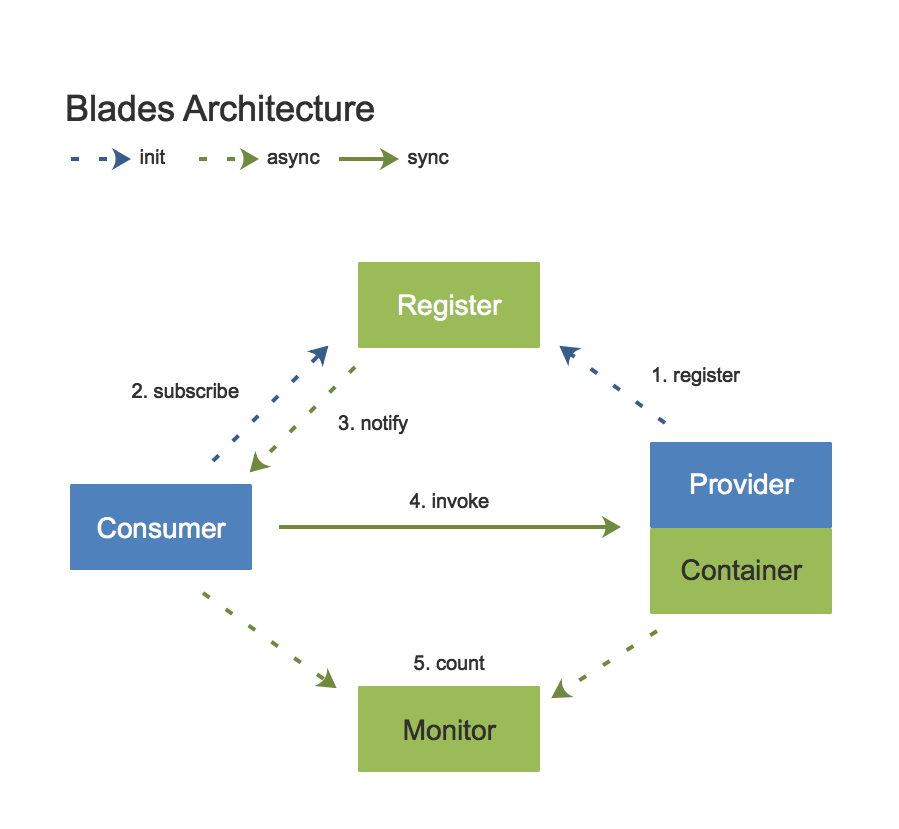 Blades Architecture
init async sync
Register
2. subscribe
1. register
3. notify
Provider
4. invoke
Consumer
Container
5. count
Monitor